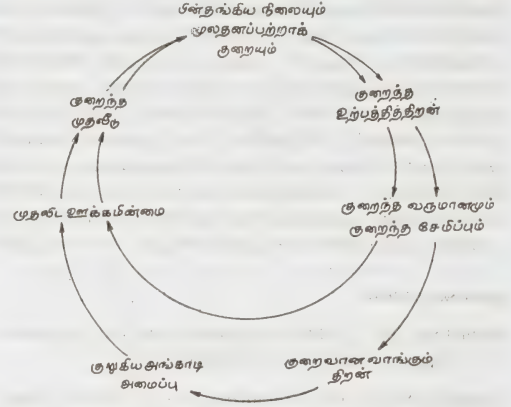 பின்தங்கிய நிலையும்
மூலதனப்பற்றாக்
குறையும்
குறைந்த
உற்பத்தித்திறன்
குறைந்த வருமானமும்
குறைந்த சேமிப்பும்
குறைவான வாங்கும்
திறன்
குறுகிய அங்காடி
அமைப்பு
முதலிட ஊக்கமின்மை
குறைந்த
முதலீடு